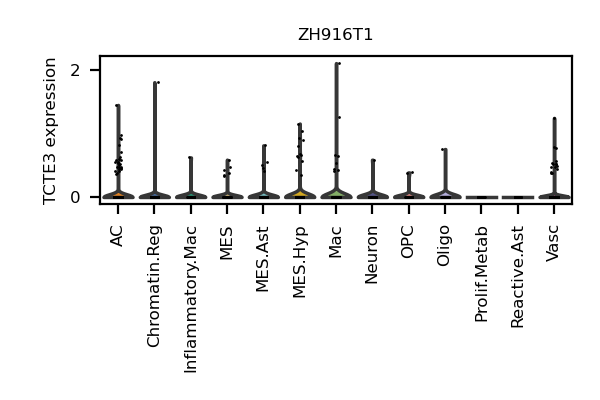 ZH916T1
TCTE3 expression
2
0
AC
Chromatin.Reg
Inflammatory.Mac
MES
MES.Ast
MES.Hyp
Mac
Neuron
OPC
Oligo
Prolif.Metab
Reactive.Ast
Vasc